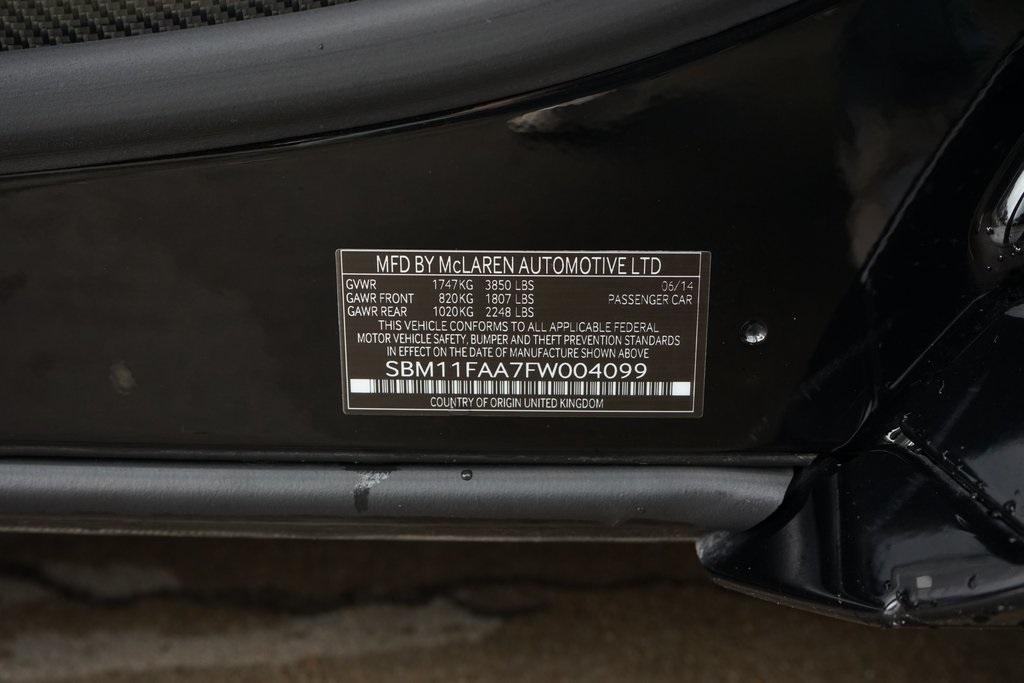 MFD BY McLAREN AUTOMOTIVE LTD
GVWR 1747KG 3850 LBS 06/14
GAWR FRONT 820KG 1807 LBS PASSENGER CAR
GAWR REAR 1020KG 2248 LBS
THIS VEHICLE CONFORMS TO ALL APPLICABLE FEDERAL
MOTOR VEHICLE SAFETY, BUMPER AND THEFT PREVENTION STANDARDS
IN EFFECT ON THE DATE OF MANUFACTURE SHOWN ABOVE
SBM11FAA7FW004099
COUNTRY OF ORIGIN UNITED KINGDOM